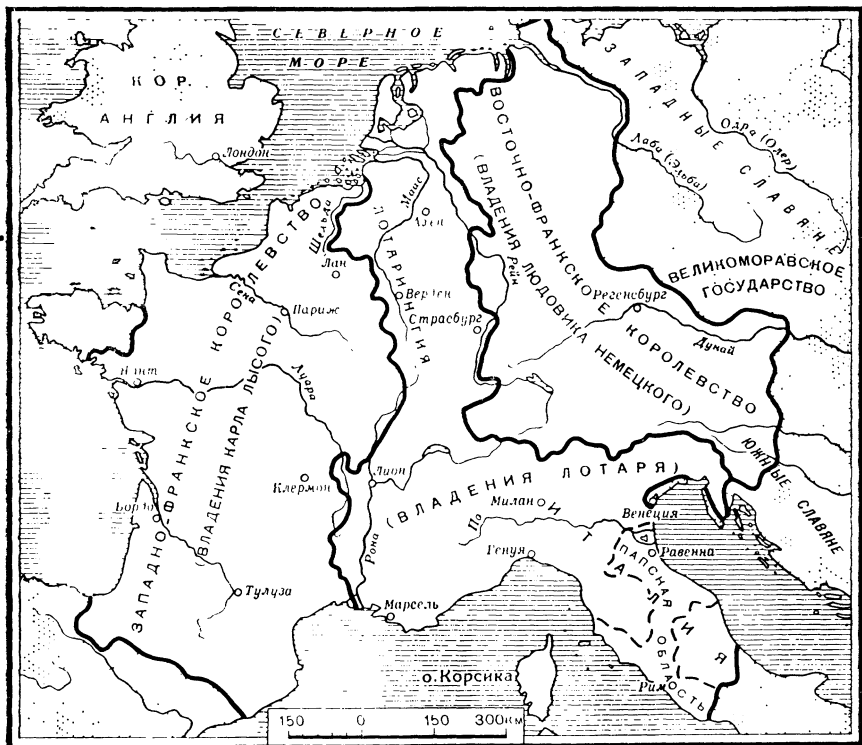 СЕВЕРНОЕ
МОРЕ
КОР.
АНГЛИЯ
Лондон
ЗАПАДНЫЕ СЛАВЯНЕ
Одра (Одер)
Лаба (Эльба)
ВОСТОЧНО-ФРАНКСКОЕ КОРОЛЕВСТВО
(ВЛАДЕНИЯ ЛЮДОВИКА НЕМЕЦКОГО)
ВЕЛИКОМОРАВСКОЕ
ГОСУДАРСТВО
Маас
Шельда
ЛОТАРИНГИЯ
Лан
Рейн
Верден
Страсбург
Регенсбург
Дунай
Сена
Париж
ЗАПАДНО-ФРАНКСКОЕ КОРОЛЕВСТВО
(ВЛАДЕНИЯ КАРЛА ЛЫСОГО)
Луара
Клермон
Лион
(ВЛАДЕНИЯ ЛОТАРЯ)
ЮЖНЫЕ СЛАВЯНЕ
Милан
Венеция
По
ИТАЛИЯ
Рона
Генуя
ПАПСКАЯ ОБЛАСТЬ
Равенна
Тулуза
Марсель
о.Корсика
Рим
150 0 150 300км